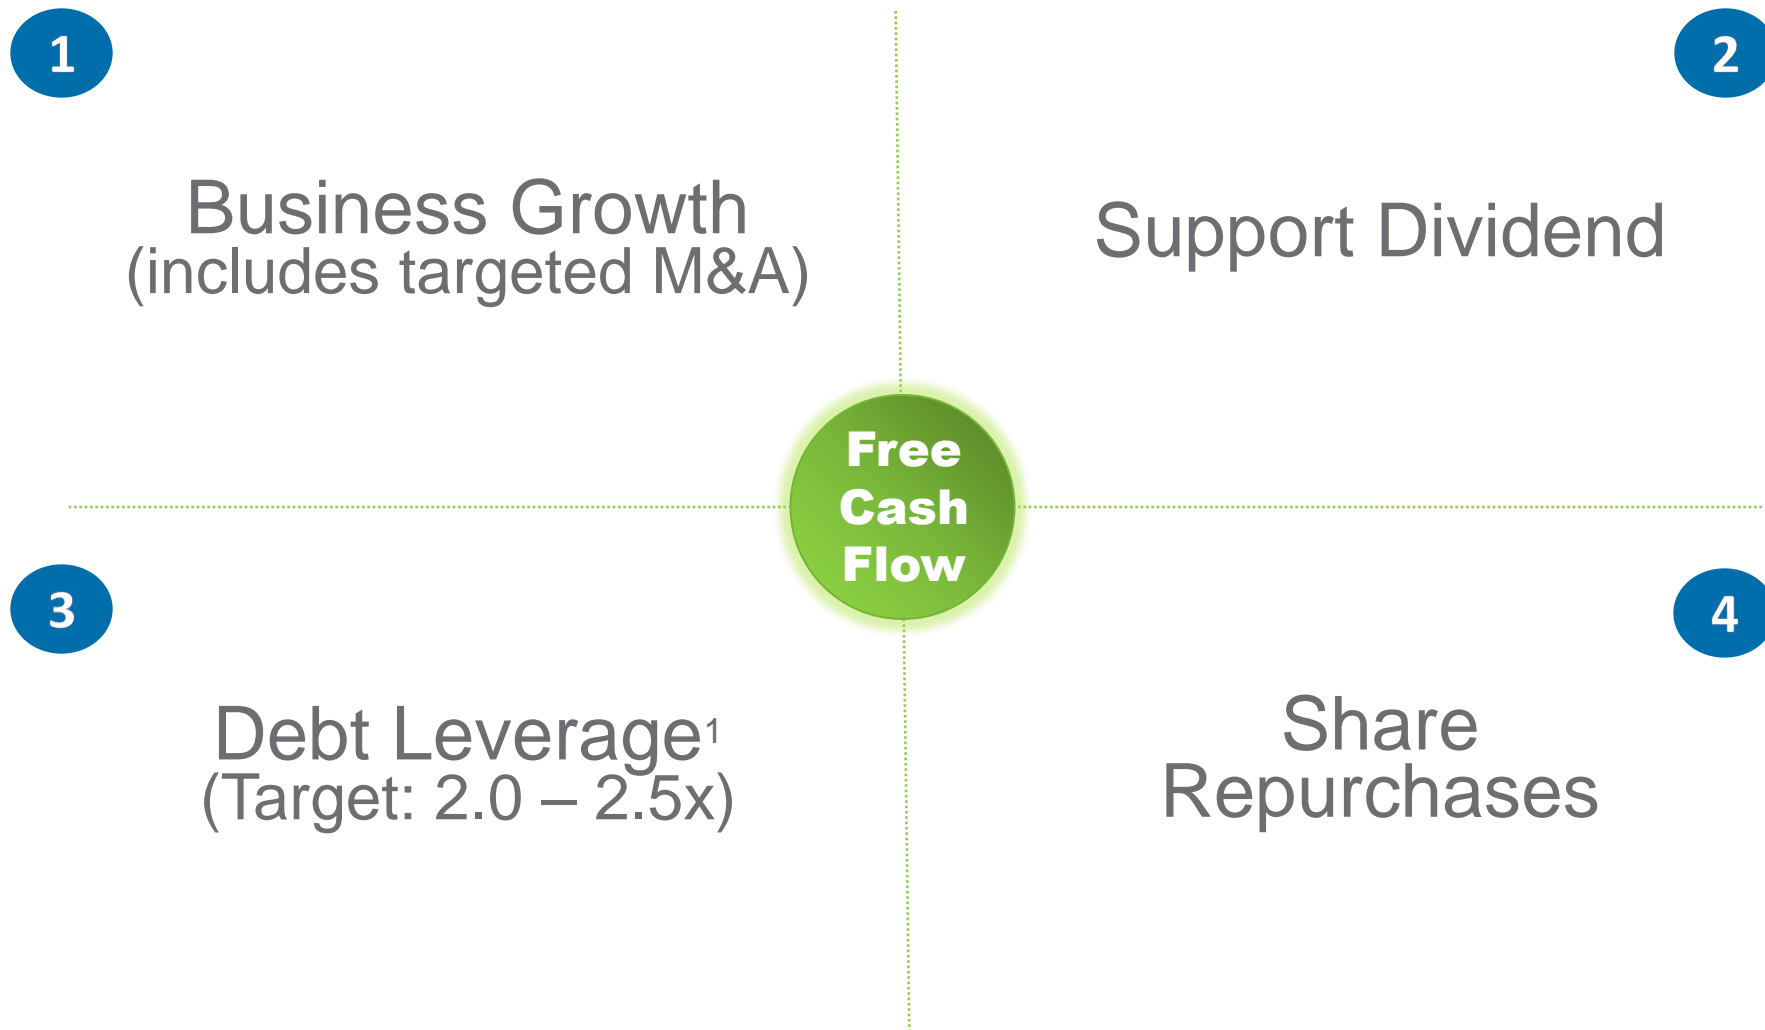 1
2
Business Growth
(includes targeted M&A)
Support Dividend
Free
Cash
Flow
3
4
Debt Leverage¹
(Target: 2.0 – 2.5x)
Share
Repurchases